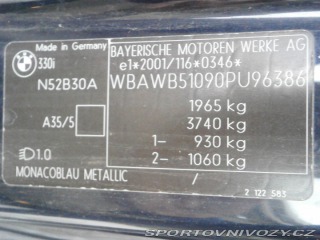 Made in Germany
BMW
330i
N52B30A
A35/5
1.0
MONACOBLAU METALLIC /
BAYERISCHE MOTOREN WERKE AG
e1*2001/116*0346*
WBAWB51090PU96386
1965 kg
3740 kg
1- 930 kg
2- 1060 kg
2 122 583
SPORTOVNIVOZY.CZ